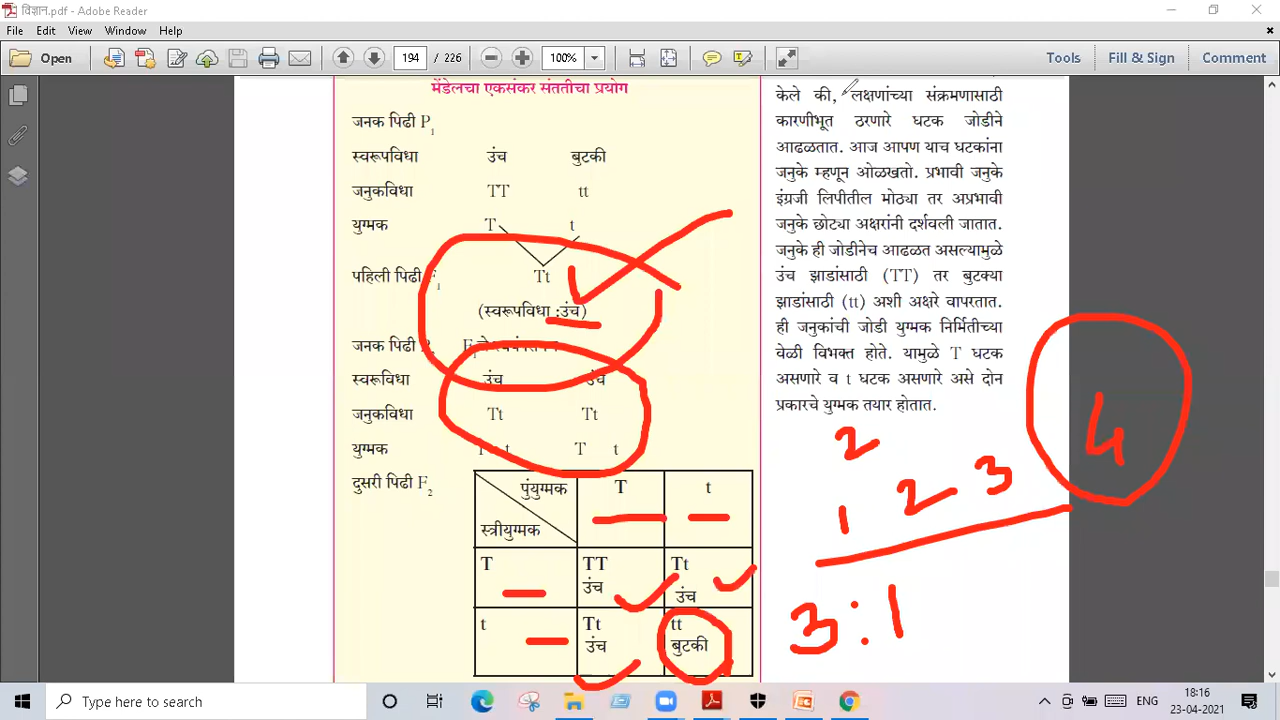 विज्ञान.pdf - Adobe Reader
File Edit View Window Help
Open 194 / 226 100% Tools Fill & Sign Comment
मेंडेलचा एकसंकर संततीचा प्रयोग
जनक पिढी P1
स्वरूपविधा उंच बुटकी
जनुकविधा TT tt
युग्मक T t
पहिली पिढी F1 Tt
(स्वरूपविधा :उंच)
जनक पिढी
स्वरूविधा उंच उंच
जनुकविधा Tt Tt
युग्मक t T t
दुसरी पिढी F2
पुंयुग्मक T t
स्त्रीयुग्मक
T TT Tt
उंच उंच
t Tt tt
उंच बुटकी
केले की, लक्षणांच्या संक्रमणासाठी
कारणीभूत ठरणारे घटक जोडीने
आढळतात. आज आपण याच घटकांना
जनुके म्हणून ओळखतो. प्रभावी जनुके
इंग्रजी लिपीतील मोठ्या तर अप्रभावी
जनुके छोट्या अक्षरांनी दर्शवली जातात.
जनुके ही जोडीनेच आढळत असल्यामुळे
उंच झाडांसाठी (TT) तर बुटक्या
झाडांसाठी (tt) अशी अक्षरे वापरतात.
ही जनुकांची जोडी युग्मक निर्मितीच्या
वेळी विभक्त होते. यामुळे T घटक
असणारे व t घटक असणारे असे दोन
प्रकारचे युग्मक तयार होतात.
2
1 2 3
3:1
Type here to search
ENG 18:16
23-04-2021